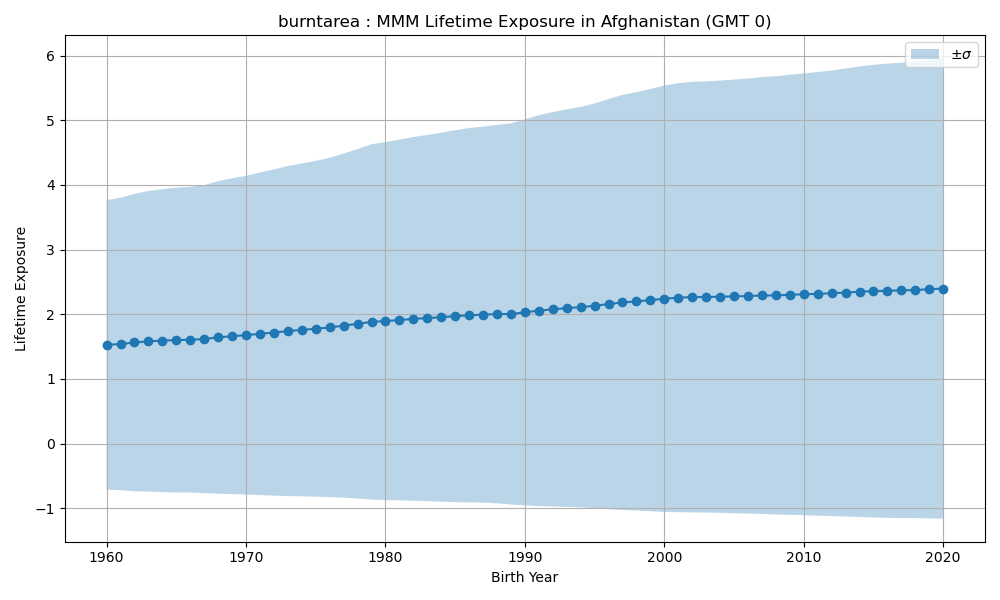 burntarea : MMM Lifetime Exposure in Afghanistan (GMT 0)
±σ
6
5
4
3
2
1
0
−1
Lifetime Exposure
1960 1970 1980 1990 2000 2010 2020
Birth Year